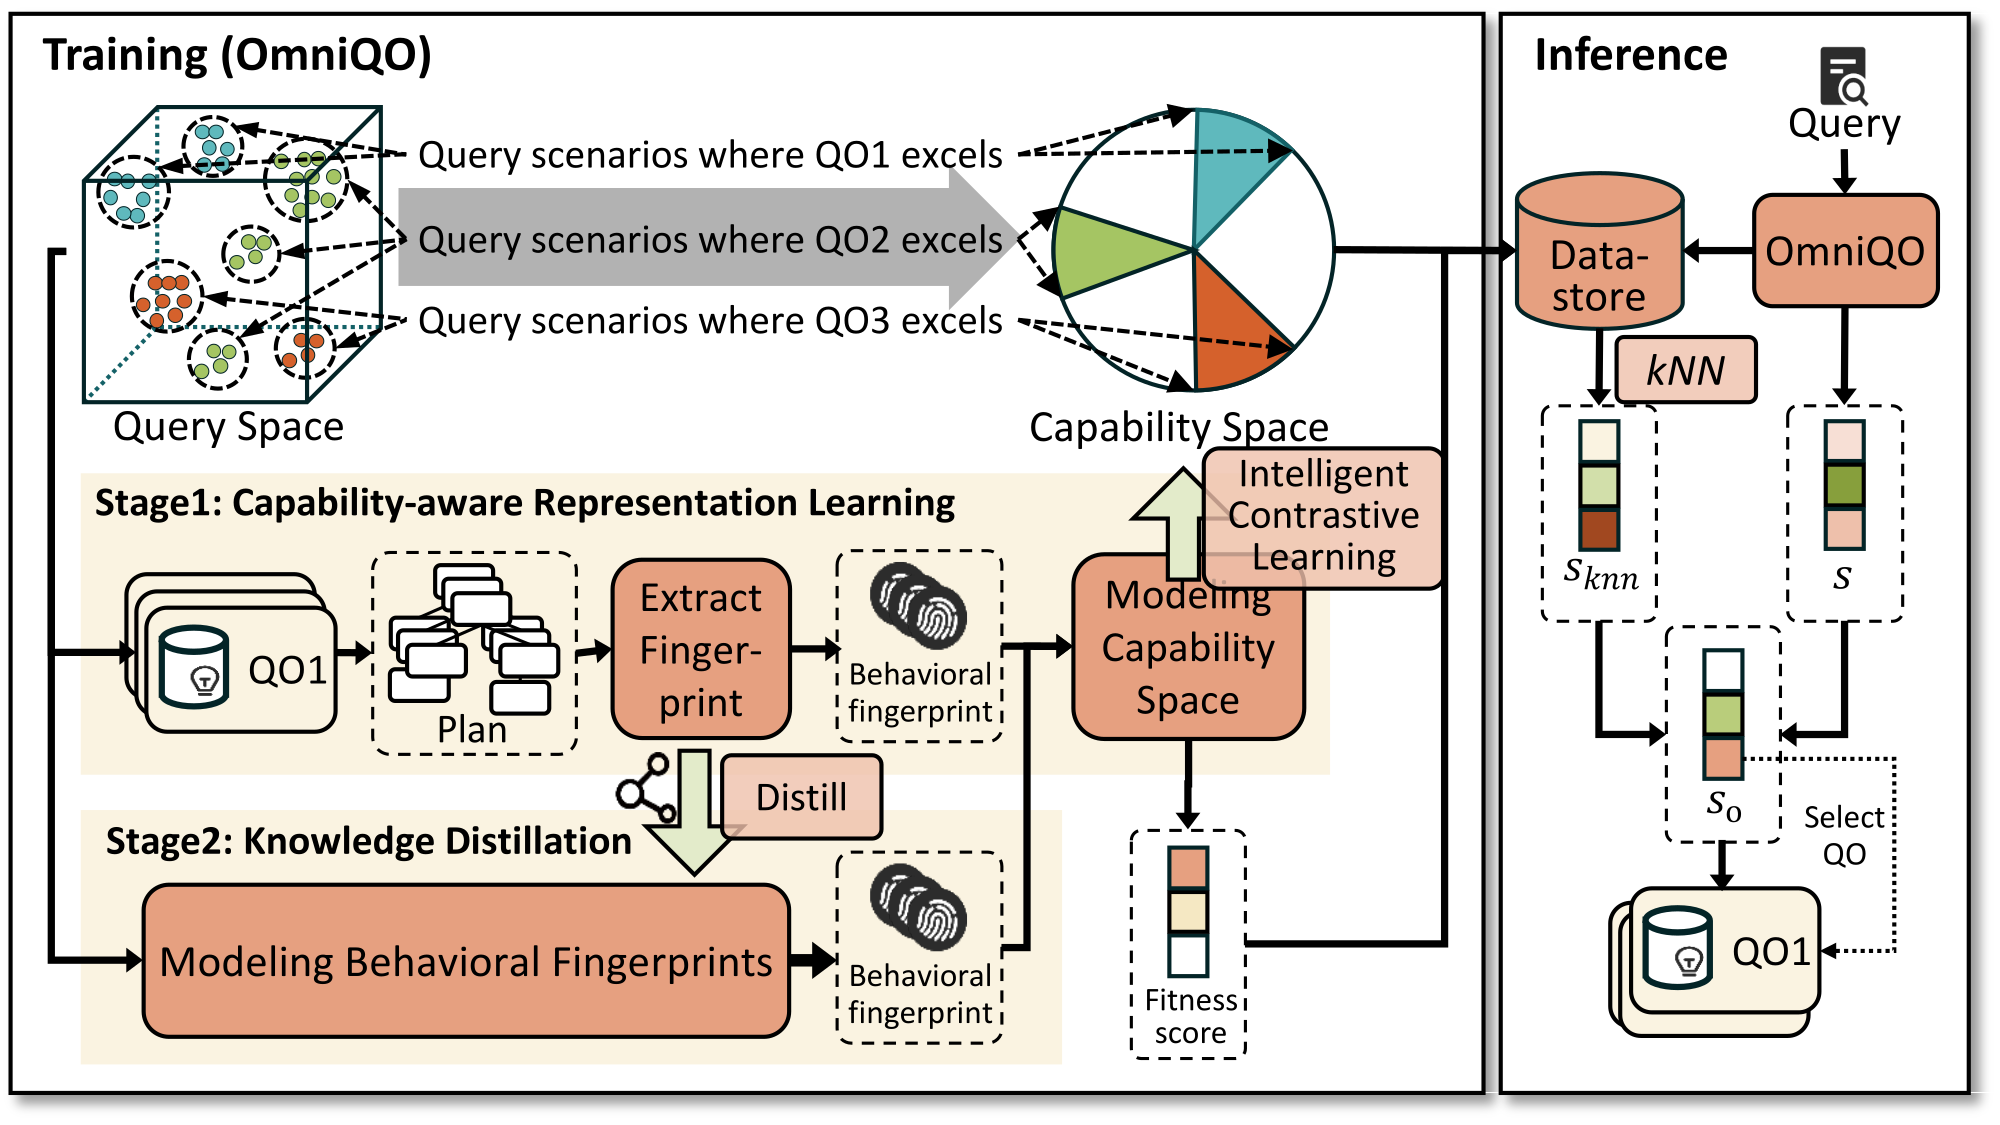 Training (OmniQO)
Query scenarios where QO1 excels
Query scenarios where QO2 excels
Query scenarios where QO3 excels
Query Space
Capability Space
Stage1: Capability-aware Representation Learning
Intelligent
Contrastive
Learning
QO1
Plan
Extract
Finger-
print
Behavioral
fingerprint
Modeling
Capability
Space
Distill
Stage2: Knowledge Distillation
Modeling Behavioral Fingerprints
Behavioral
fingerprint
Fitness
score
Inference
Query
Data-
store
OmniQO
kNN
s_knn
s
s_0
Select
QO
QO1